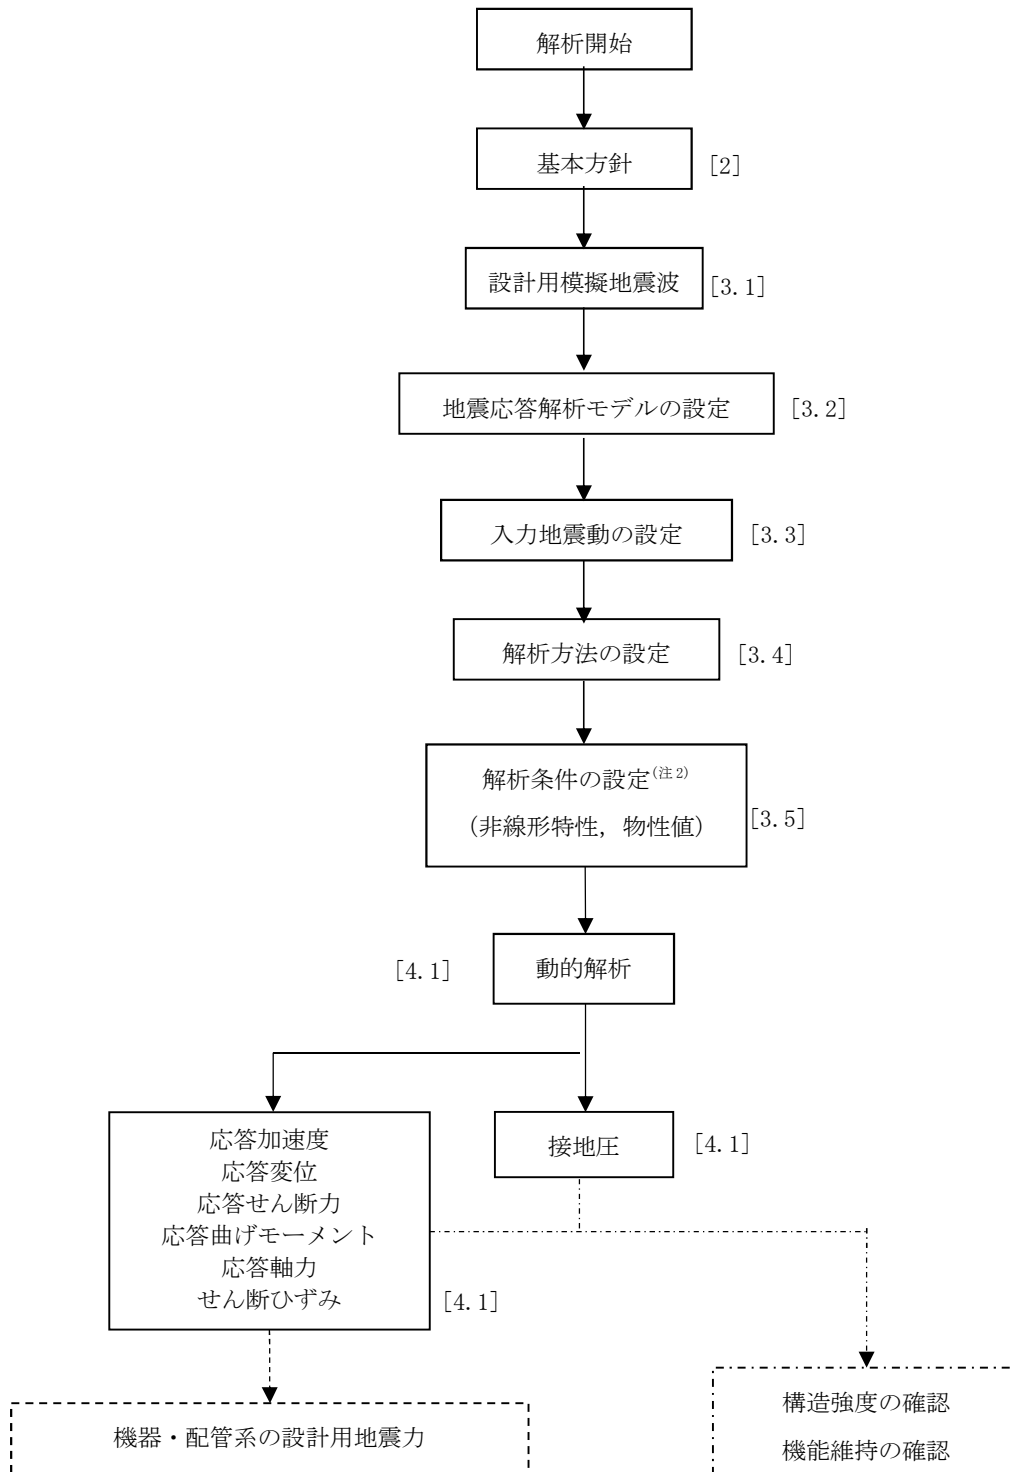 解析開始
基本方針
[2]
設計用模擬地震波
[3.1]
地震応答解析モデルの設定
[3.2]
入力地震動の設定
[3.3]
解析方法の設定
[3.4]
解析条件の設定(注2)
(非線形特性，物性値)
[3.5]
[4.1]
動的解析
応答加速度
応答変位
応答せん断力
応答曲げモーメント
応答軸力
せん断ひずみ
[4.1]
接地圧
[4.1]
機器・配管系の設計用地震力
構造強度の確認
機能維持の確認